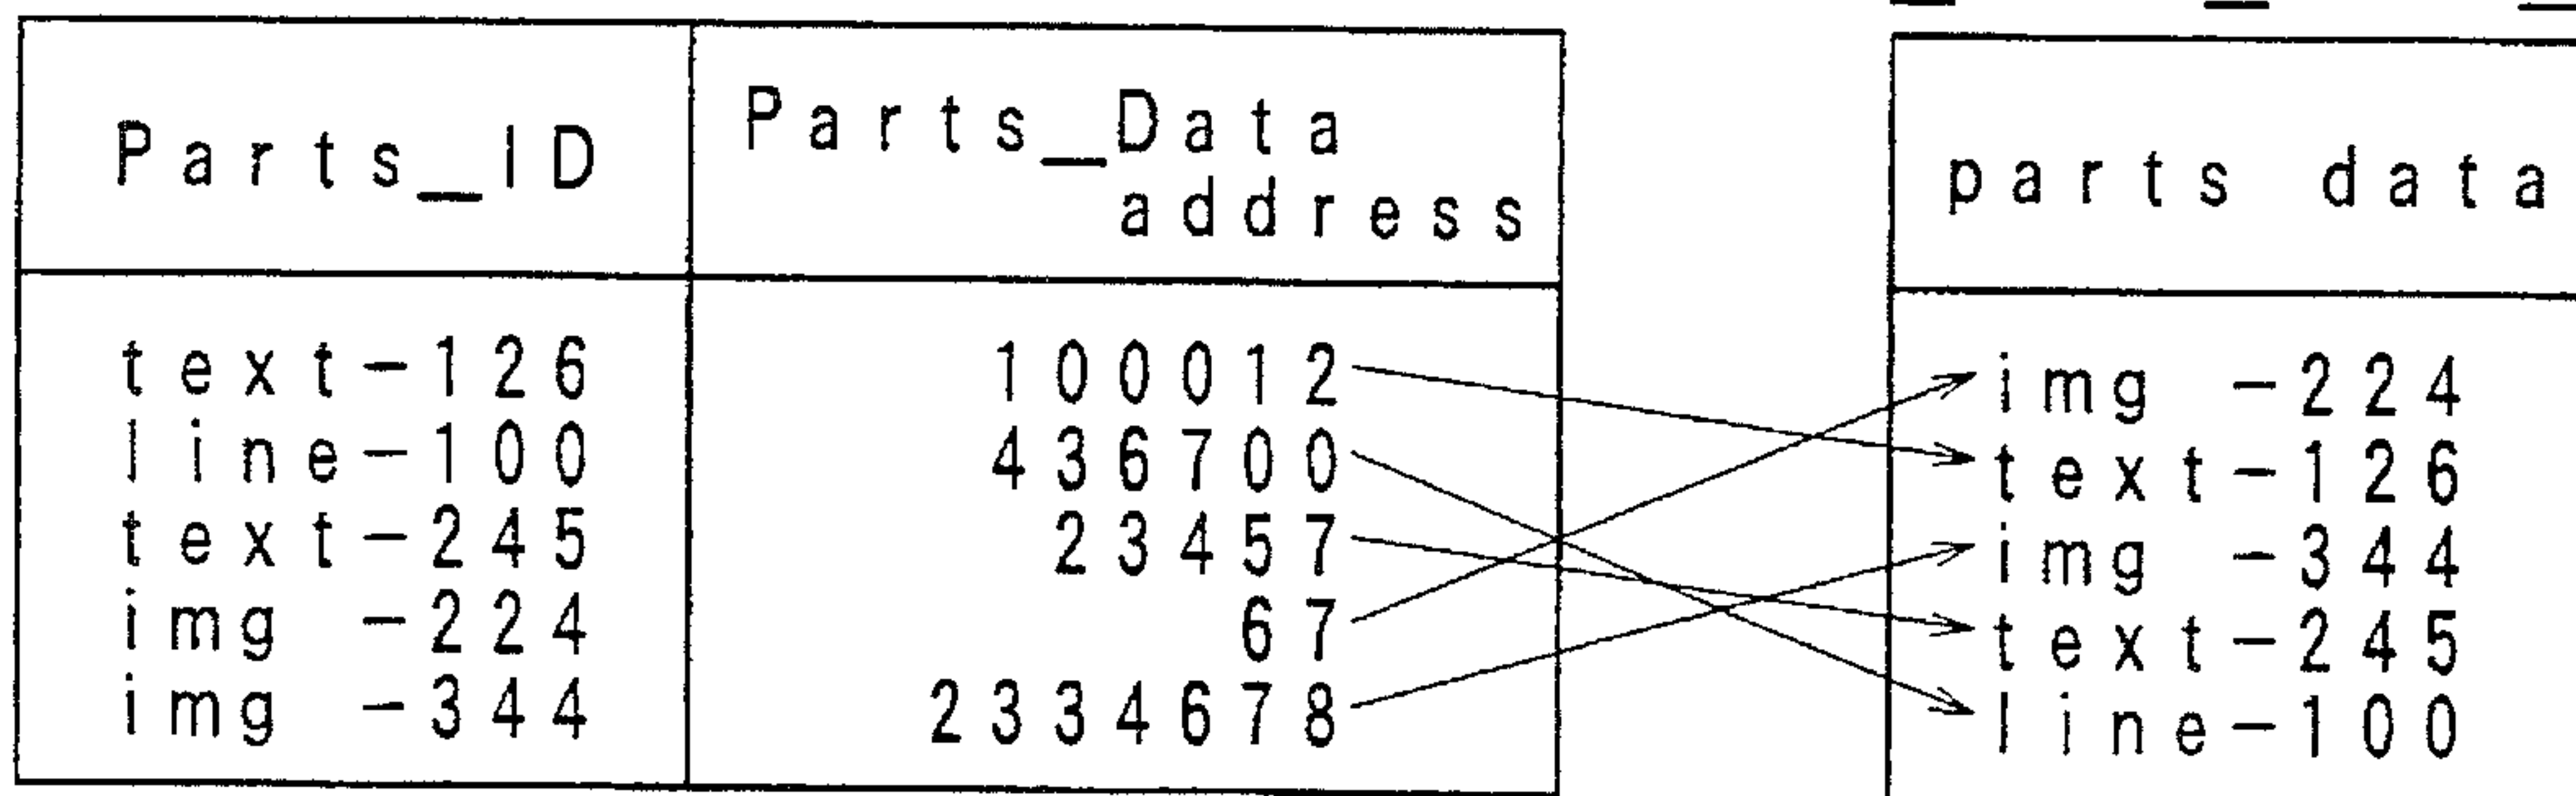 Parts_ID
Parts_Data
address
text-126 100012
line-100 436700
text-245 23457
img -224 67
img -344 2334678
parts data
img -224
text-126
img -344
text-245
line-100